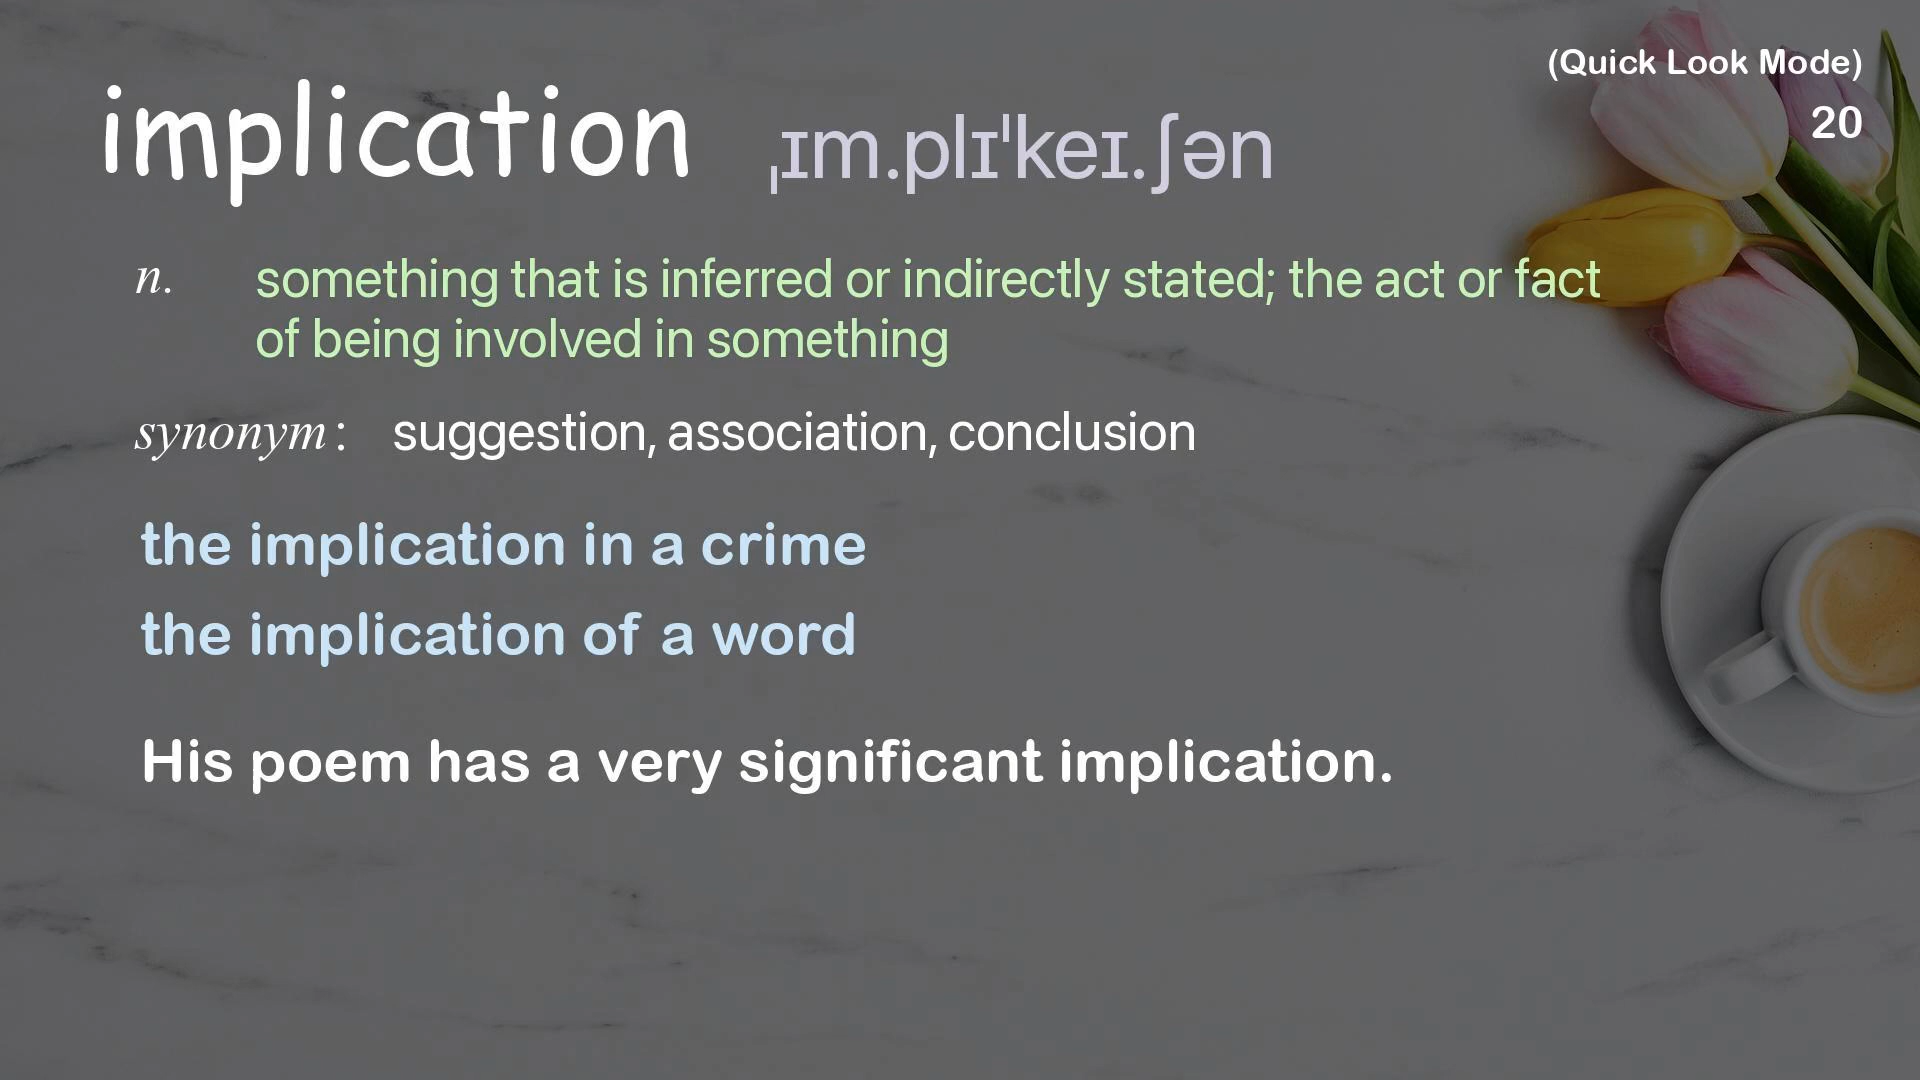 (Quick Look Mode)
20
implication ˌɪm.plɪˈkeɪ.ʃən
n. something that is inferred or indirectly stated; the act or fact
of being involved in something
synonym: suggestion, association, conclusion
the implication in a crime
the implication of a word
His poem has a very significant implication.